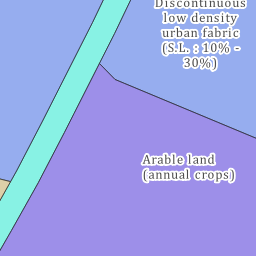 Discontinuous
low density
urban fabric
(S.L. : 10% -
30%)
Arable land
(annual crops)